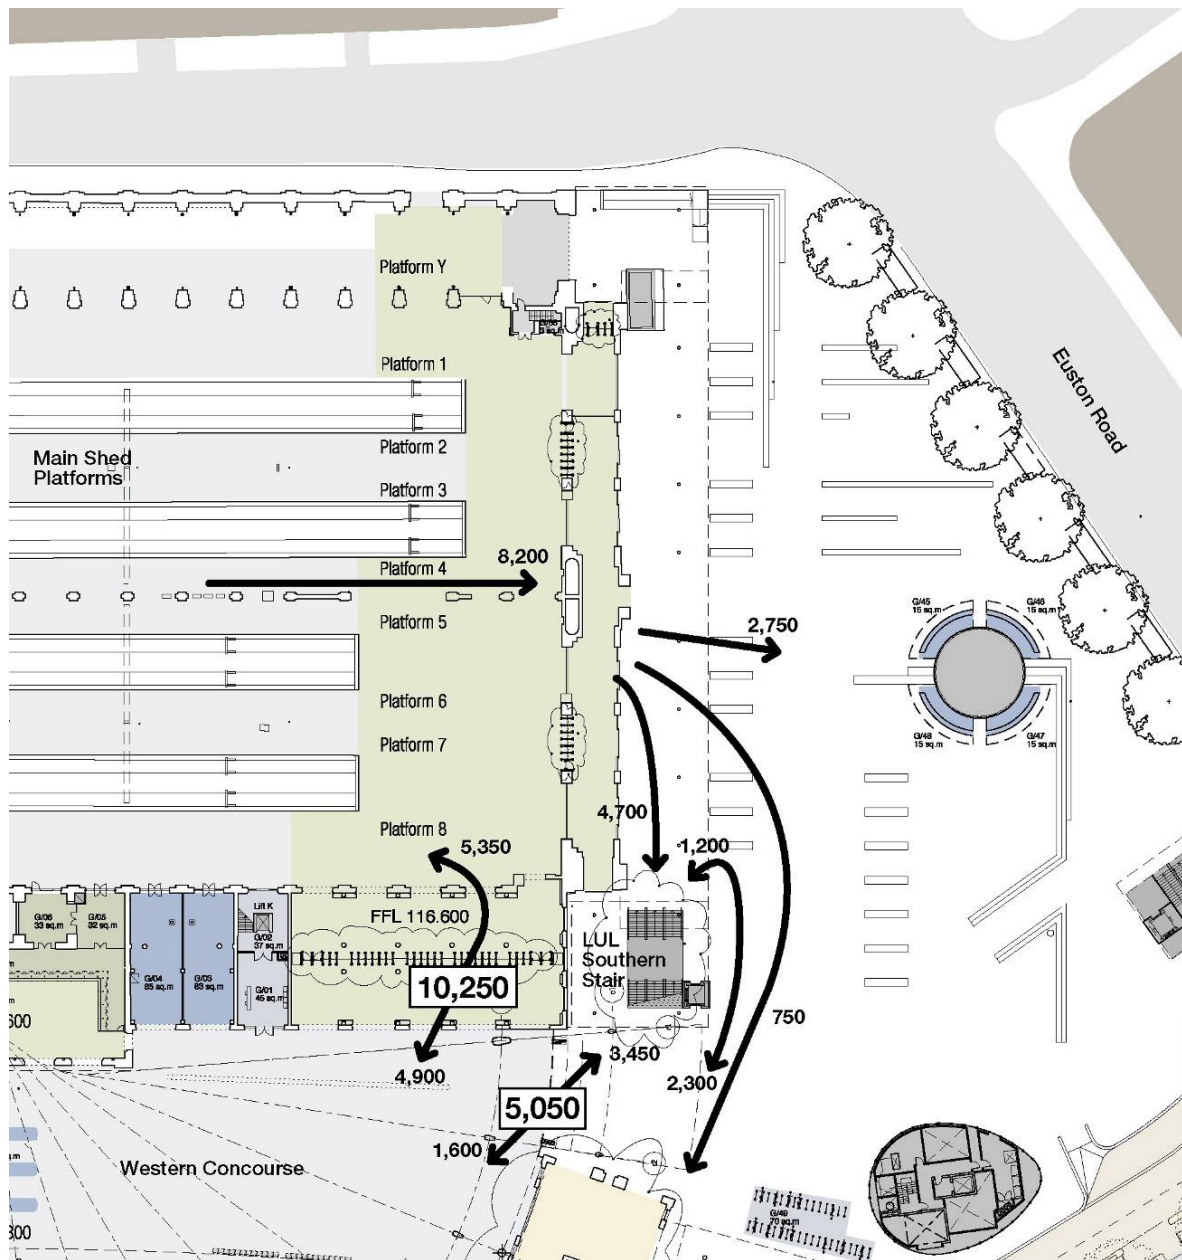 Platform Y
Platform 1
Platform 2
Main Shed
Platforms
Platform 3
Platform 4
8,200
Platform 5
Platform 6
Platform 7
Platform 8
Euston Road
2,750
G/45
15 sq.m
G/46
15 sq.m
G/48
15 sq.m
G/47
15 sq.m
4,700
1,200
5,350
FFL 116.600
G/06
33 sq.m
G/05
32 sq.m
Lift K
G/02
37 sq.m
G/04
85 sq.m
G/03
83 sq.m
G/01
45 sq.m
LUL
Southern
Stair
10,250
750
4,900
3,450
2,300
5,050
1,600
Western Concourse
G/49
70 sq.m